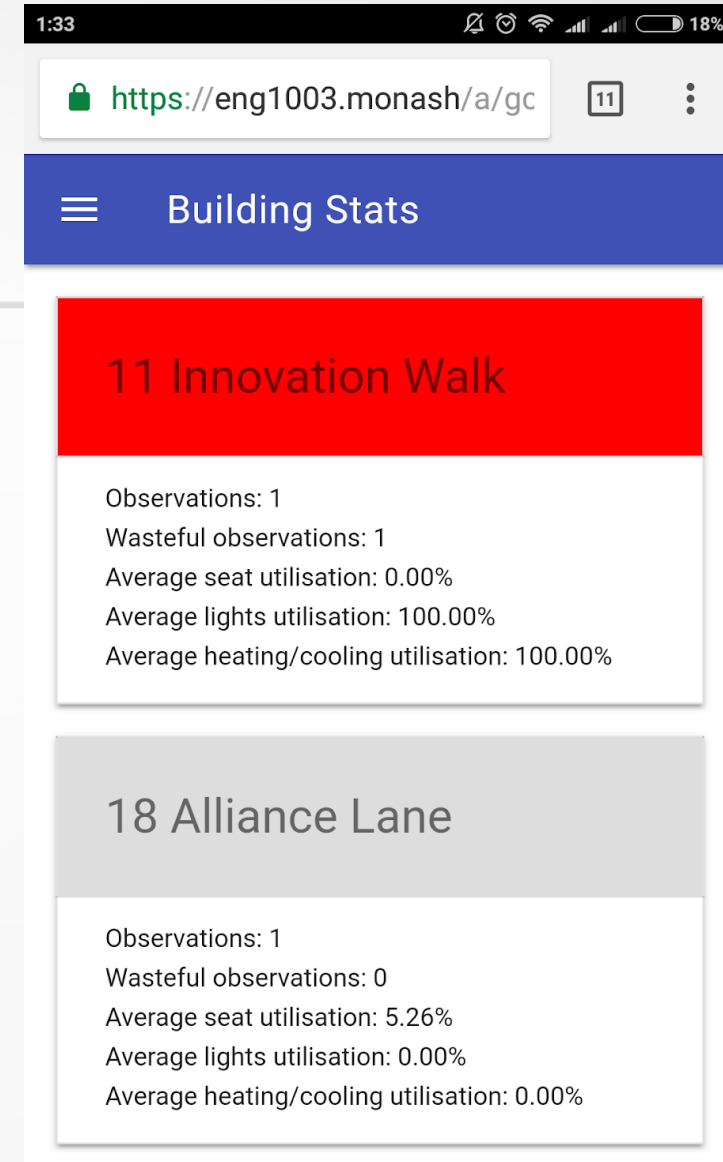 1:33 18%
https://eng1003.monash/a/gc 11
Building Stats
11 Innovation Walk
Observations: 1
Wasteful observations: 1
Average seat utilisation: 0.00%
Average lights utilisation: 100.00%
Average heating/cooling utilisation: 100.00%
18 Alliance Lane
Observations: 1
Wasteful observations: 0
Average seat utilisation: 5.26%
Average lights utilisation: 0.00%
Average heating/cooling utilisation: 0.00%